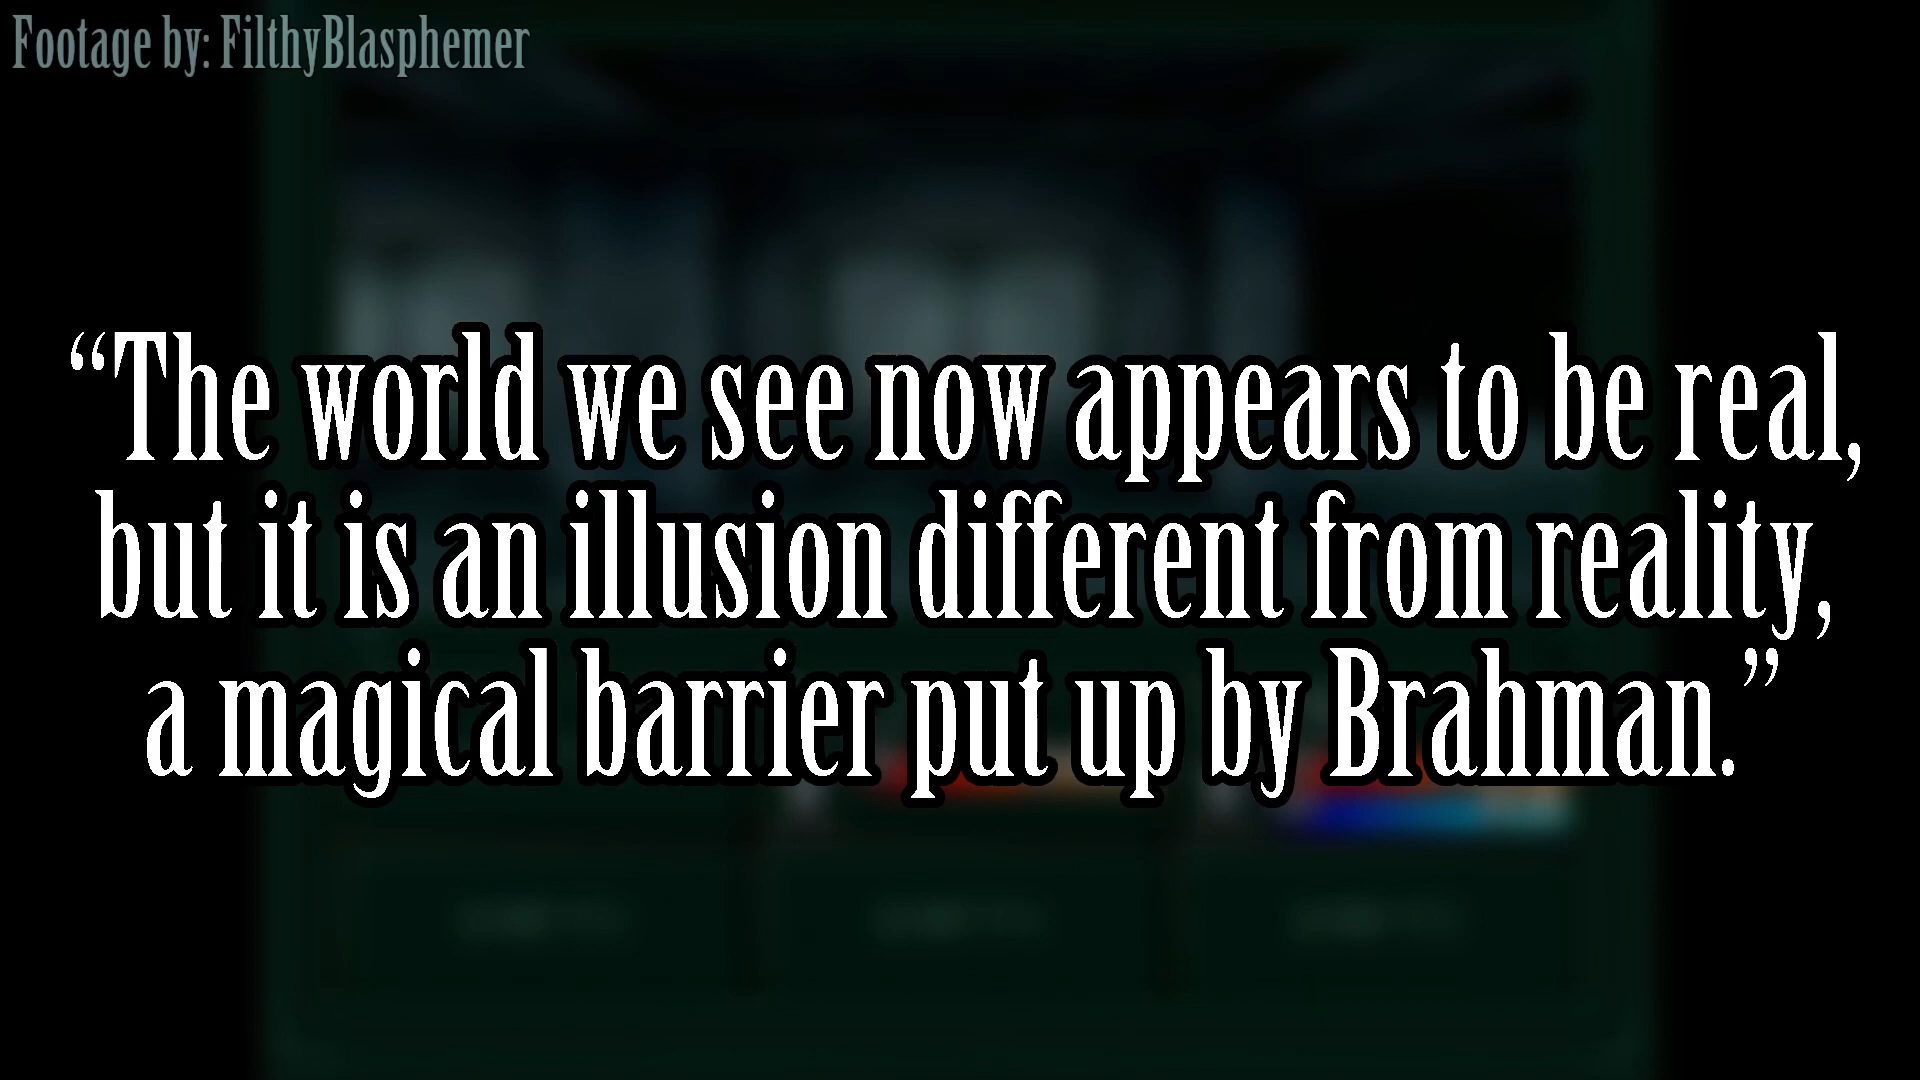 Footage by: FilthyBlasphemer
“The world we see now appears to be real,
but it is an illusion different from reality,
a magical barrier put up by Brahman.”